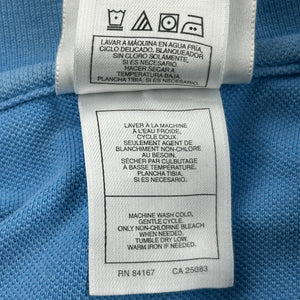 LAVAR A MÁQUINA EN AGUA FRÍA,
CICLO DELICADO. BLANQUEADOR
SIN CLORO SOLAMENTE,
SI ES NECESARIO.
HACER SECAR A
TEMPERATURA BAJA.
PLANCHA TIBIA, SI ES NECESARIO.
LAVER À LA MACHINE
À L'EAU FROIDE,
CYCLE DOUX.
SEULEMENT AGENT DE
BLANCHIMENT NON-CHLORE
AU BESOIN.
SÉCHER PAR CULBUTAGE
À BASSE TEMPÉRATURE.
PLANCHA TIBIA.
SI ES NECESARIO.
MACHINE WASH COLD,
GENTLE CYCLE.
ONLY NON-CHLORINE BLEACH
WHEN NEEDED.
TUMBLE DRY LOW.
WARM IRON IF NEEDED.
RN 84167 CA 25083